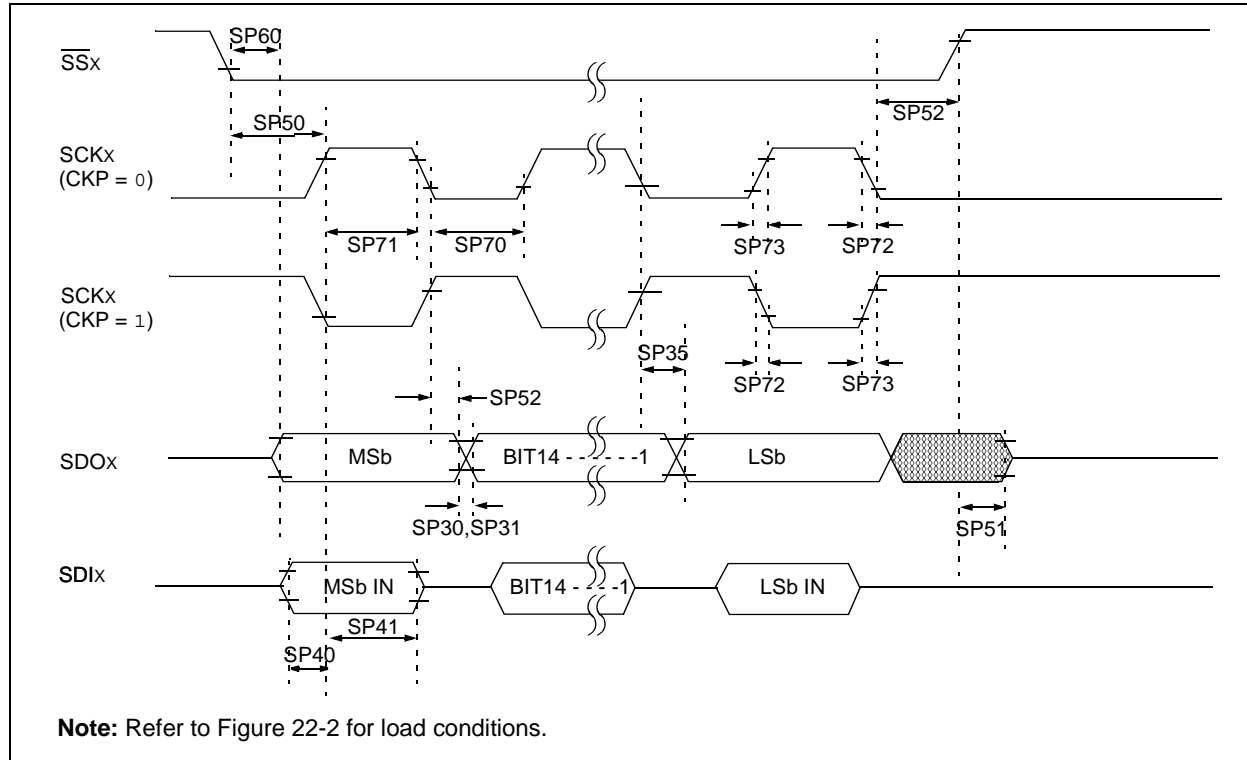 SP60
SSX
SP52
SP50
SCKX
(CKP = 0)
SP71
SP70
SP73
SP72
SCKX
(CKP = 1)
SP35
SP72
SP73
SP52
SDOX
MSb
BIT14 - - - - - -1
LSb
SP30,SP31
SP51
SDIX
MSb IN
BIT14 - - - - -1
LSb IN
SP41
SP40
Note: Refer to Figure 22-2 for load conditions.